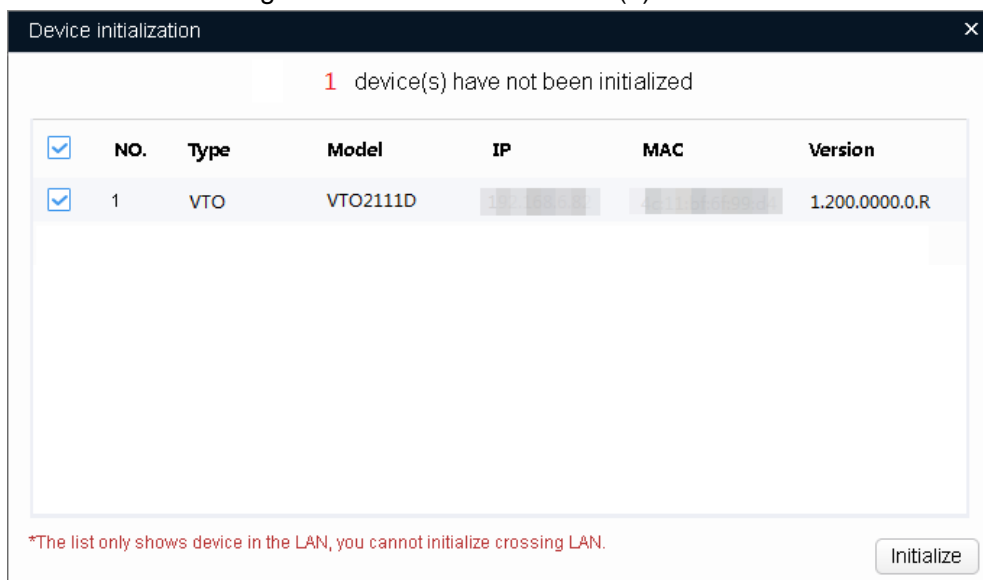 Device initialization ×
1 device(s) have not been initialized
NO. Type Model IP MAC Version
1 VTO VTO2111D 1.200.0000.0.R
*The list only shows device in the LAN, you cannot initialize crossing LAN.
Initialize